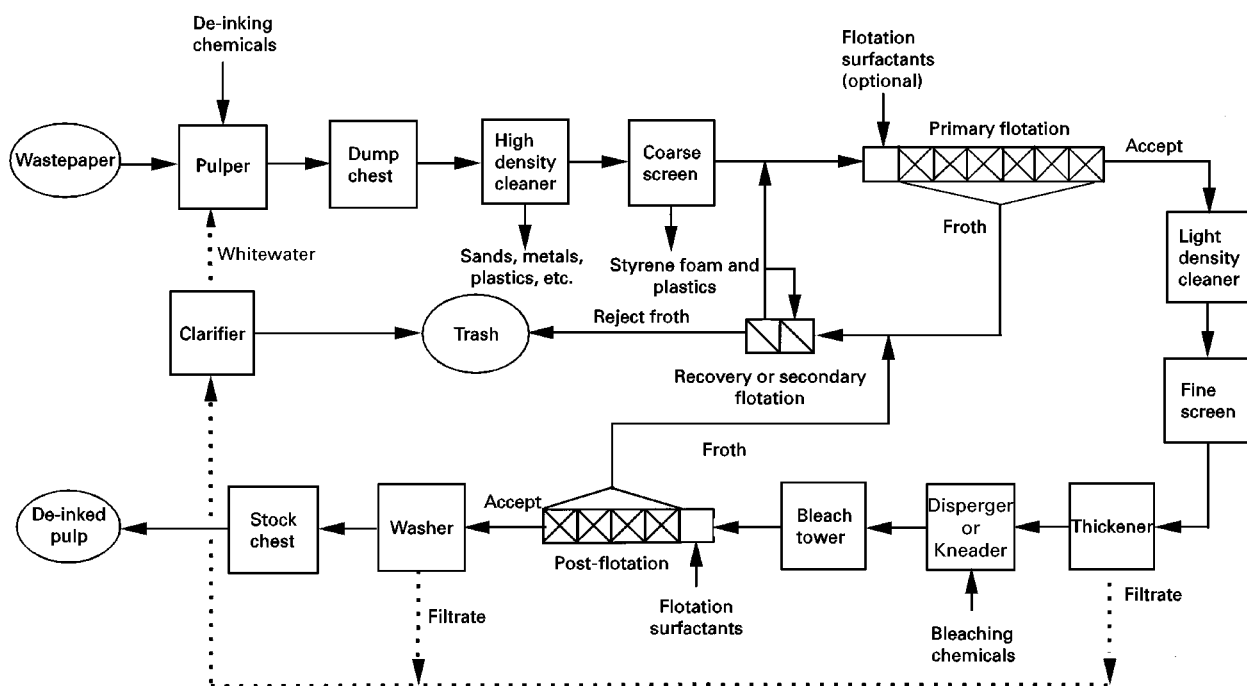 De-inking
chemicals
Flotation
surfactants
(optional)
Primary flotation
Accept
Wastepaper
Pulper
Dump
chest
High
density
cleaner
Coarse
screen
Froth
Light
density
cleaner
Whitewater
Sands, metals,
plastics, etc.
Styrene foam and
plastics
Clarifier
Trash
Reject froth
Recovery or secondary
flotation
Fine
screen
Froth
De-inked
pulp
Stock
chest
Washer
Accept
Post-flotation
Bleach
tower
Disperger
or
Kneader
Thickener
Filtrate
Flotation
surfactants
Bleaching
chemicals
Filtrate